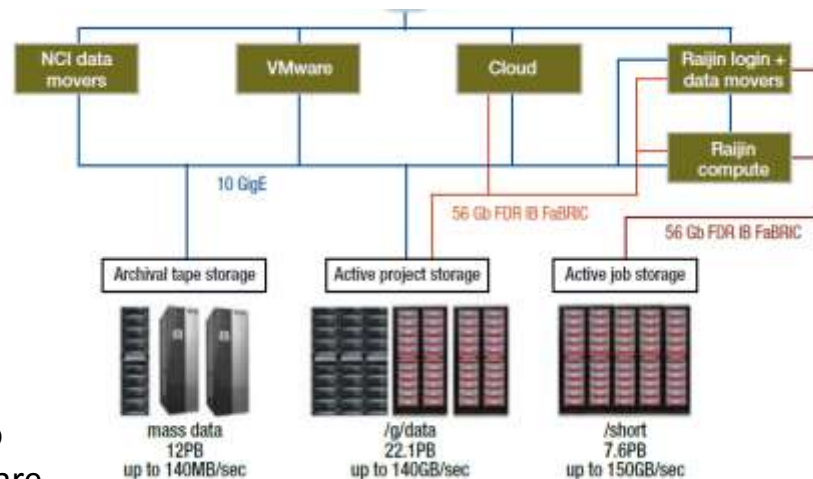 NCI data
movers
VMware
Cloud
Raijin login +
data movers
Raijin
compute
10 GigE
56 Gb FDR IB FaBRIC
56 Gb FDR IB FaBRIC
Archival tape storage
Active project storage
Active job storage
mass data
12PB
up to 140MB/sec
/g/data
22.1PB
up to 140GB/sec
/short
7.6PB
up to 150GB/sec